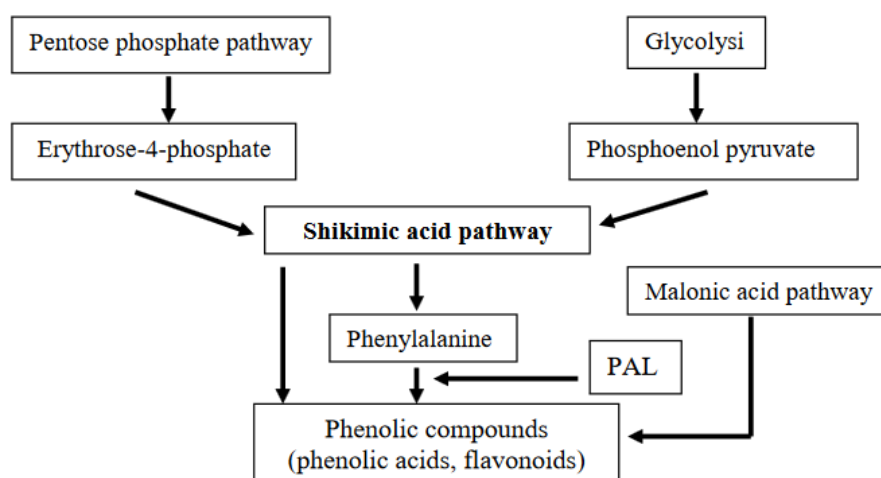 Pentose phosphate pathway
Glycolysi
Erythrose-4-phosphate
Phosphoenol pyruvate
Shikimic acid pathway
Malonic acid pathway
Phenylalanine
PAL
Phenolic compounds
(phenolic acids, flavonoids)